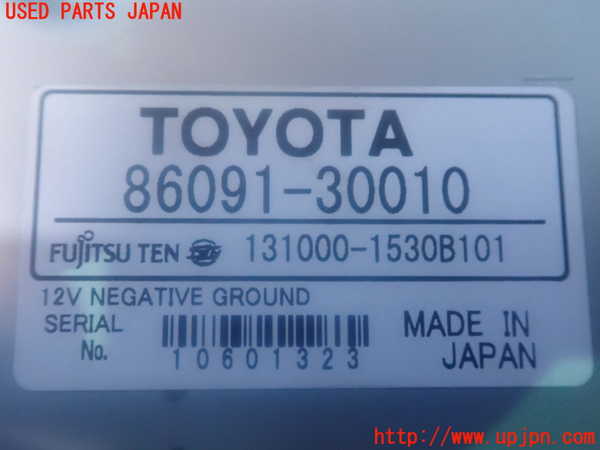 USED PARTS JAPAN
TOYOTA
86091-30010
FUJITSU TEN 131000-1530B101
12V NEGATIVE GROUND
SERIAL No. 10601323
MADE IN JAPAN
http://www.upjpn.com/